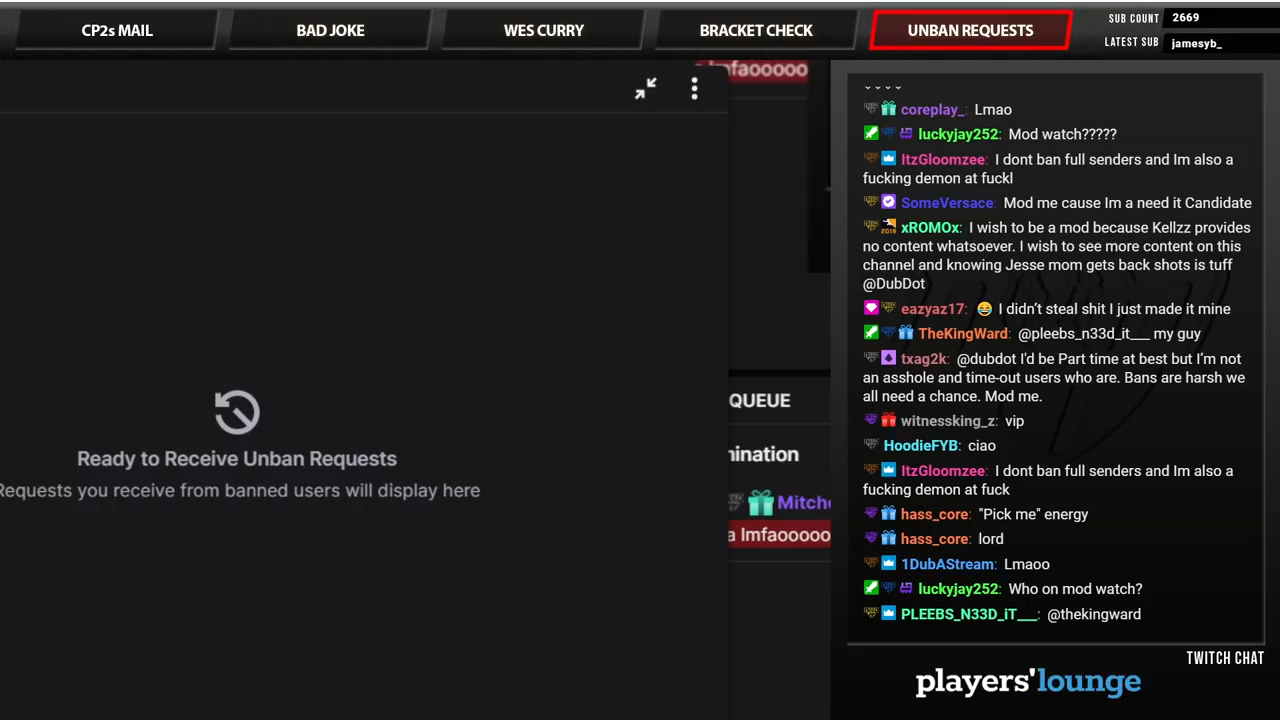 CP2s MAIL
BAD JOKE
WES CURRY
BRACKET CHECK
UNBAN REQUESTS
SUB COUNT 2669
LATEST SUB jamesyb_
lmfaooooo
Ready to Receive Unban Requests
Requests you receive from banned users will display here
QUEUE
nination
Mitche
a lmfaooooo
coreplay_: Lmao
luckyjay252: Mod watch?????
ItzGloomzee: I dont ban full senders and Im also a
fucking demon at fuckl
SomeVersace: Mod me cause Im a need it Candidate
xROMOx: I wish to be a mod because Kellzz provides
no content whatsoever. I wish to see more content on this
channel and knowing Jesse mom gets back shots is tuff
@DubDot
eazyaz17: 😂 I didn’t steal shit I just made it mine
TheKingWard: @pleebs_n33d_it___ my guy
txag2k: @dubdot I'd be Part time at best but I’m not
an asshole and time-out users who are. Bans are harsh we
all need a chance. Mod me.
witnessking_z: vip
HoodieFYB: ciao
ItzGloomzee: I dont ban full senders and Im also a
fucking demon at fuck
hass_core: "Pick me" energy
hass_core: lord
1DubAStream: Lmaoo
luckyjay252: Who on mod watch?
PLEEBS_N33D_iT___: @thekingward
TWITCH CHAT
players'lounge